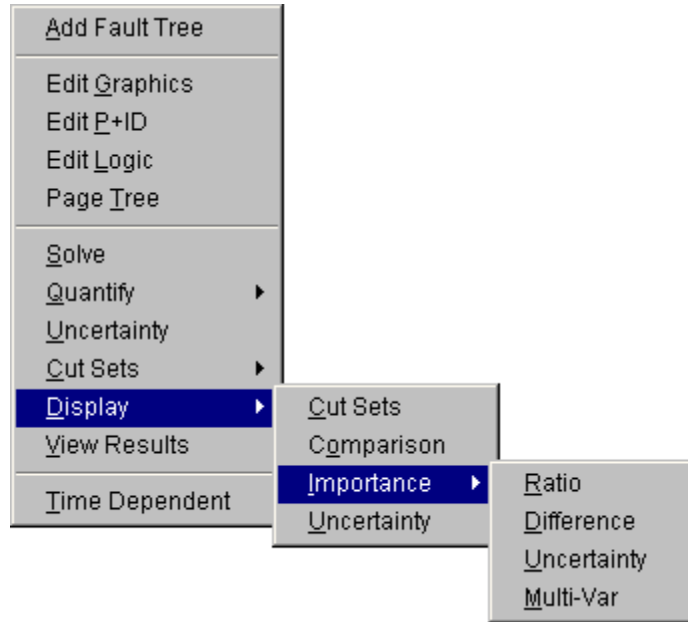 Add Fault Tree
Edit Graphics
Edit P+ID
Edit Logic
Page Tree
Solve
Quantify
Uncertainty
Cut Sets
Display
View Results
Time Dependent
Cut Sets
Comparison
Importance
Uncertainty
Ratio
Difference
Uncertainty
Multi-Var